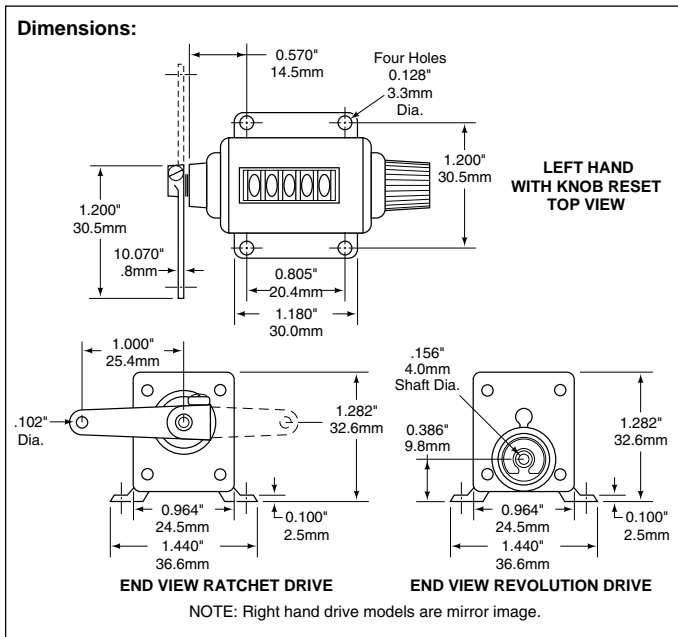 Dimensions:
0.570"
14.5mm
Four Holes
0.128"
3.3mm
Dia.
1.200"
30.5mm
1.200"
30.5mm
LEFT HAND
WITH KNOB RESET
TOP VIEW
10.070"
.8mm
0.805"
20.4mm
1.180"
30.0mm
00000
1.000"
25.4mm
.102"
Dia.
1.282"
32.6mm
0.964"
24.5mm
0.100"
2.5mm
1.440"
36.6mm
END VIEW RATCHET DRIVE
.156"
4.0mm
Shaft Dia.
0.386"
9.8mm
1.282"
32.6mm
0.964"
24.5mm
0.100"
2.5mm
1.440"
36.6mm
END VIEW REVOLUTION DRIVE
NOTE: Right hand drive models are mirror image.